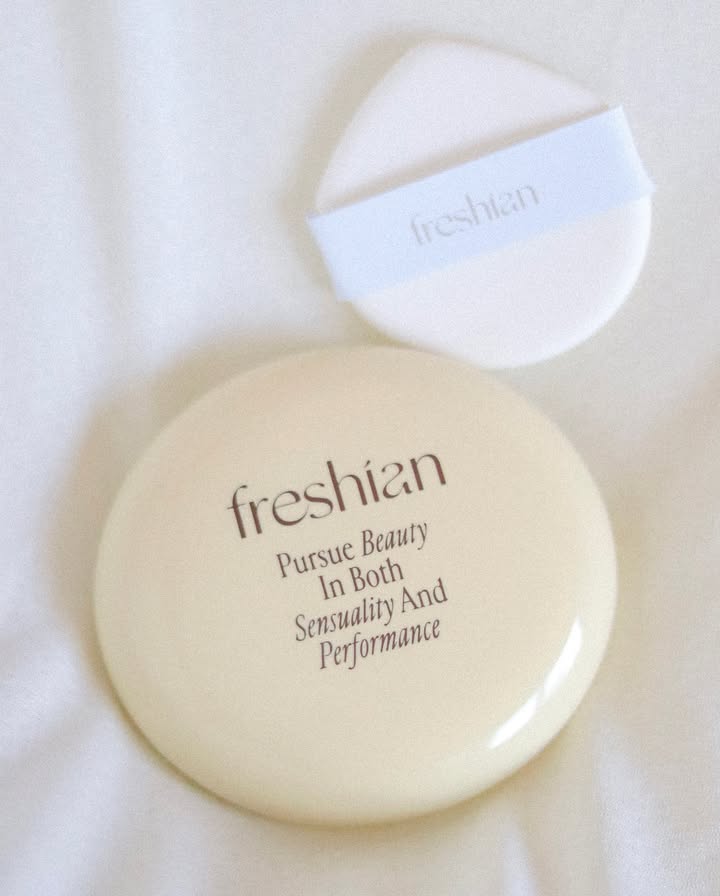 freshian
freshian
Pursue Beauty
In Both
Sensuality And
Performance